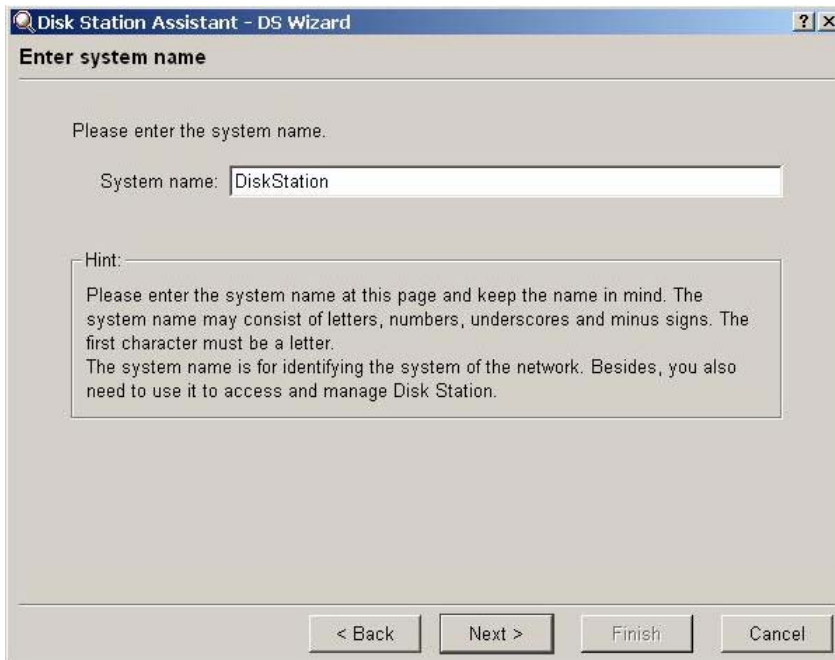 Disk Station Assistant - DS Wizard
Enter system name
Please enter the system name.
System name: DiskStation
Hint:
Please enter the system name at this page and keep the name in mind. The
system name may consist of letters, numbers, underscores and minus signs. The
first character must be a letter.
The system name is for identifying the system of the network. Besides, you also
need to use it to access and manage Disk Station.
< Back Next > Finish Cancel